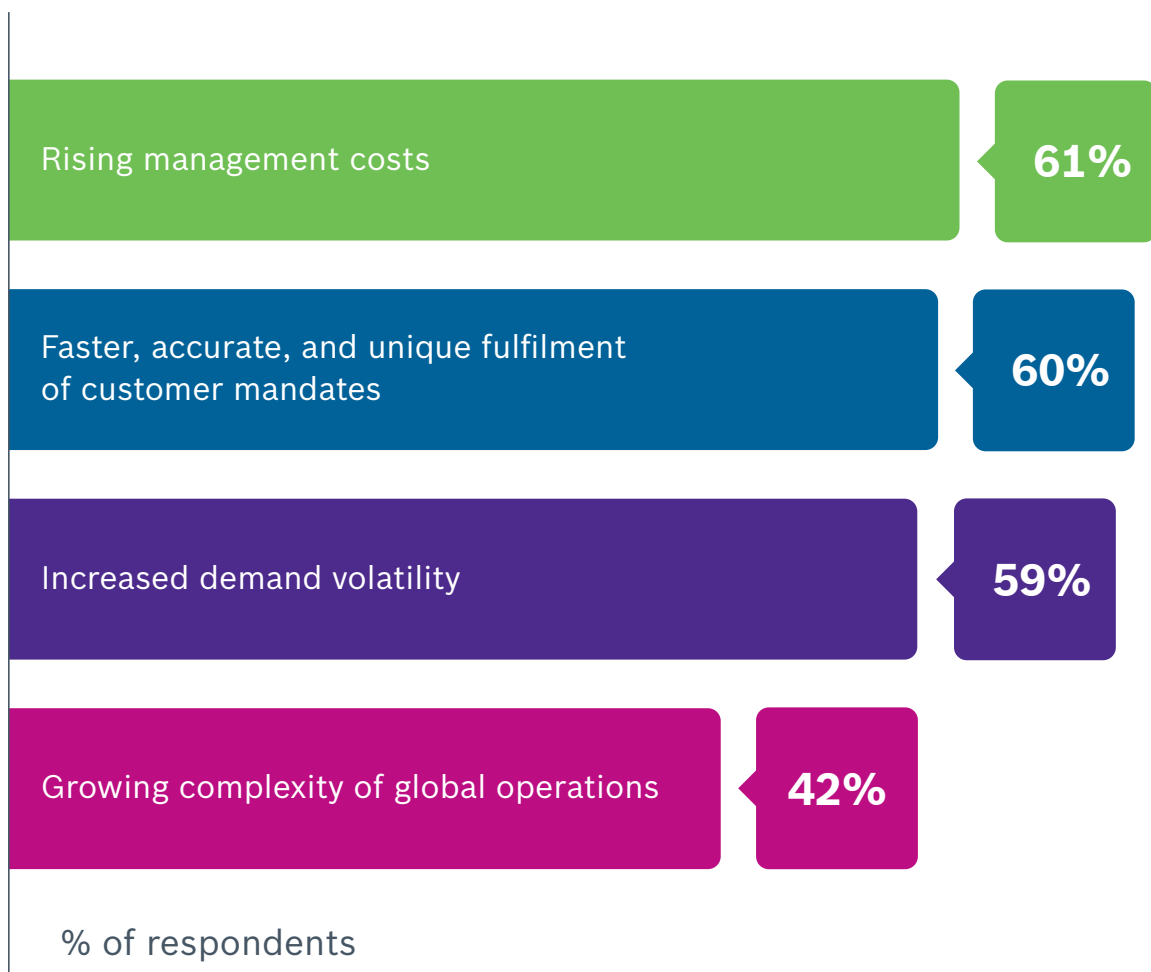 Rising management costs
61%
Faster, accurate, and unique fulfilment
of customer mandates
60%
Increased demand volatility
59%
Growing complexity of global operations
42%
% of respondents